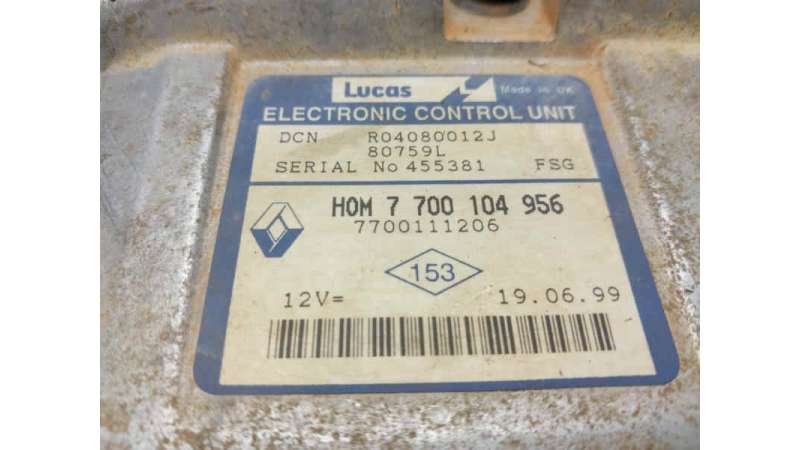 Lucas Made in UK
ELECTRONIC CONTROL UNIT
DCN R04080012J
80759L
SERIAL No 455381 FSG
HOM 7 700 104 956
7700111206
153
12V= 19.06.99